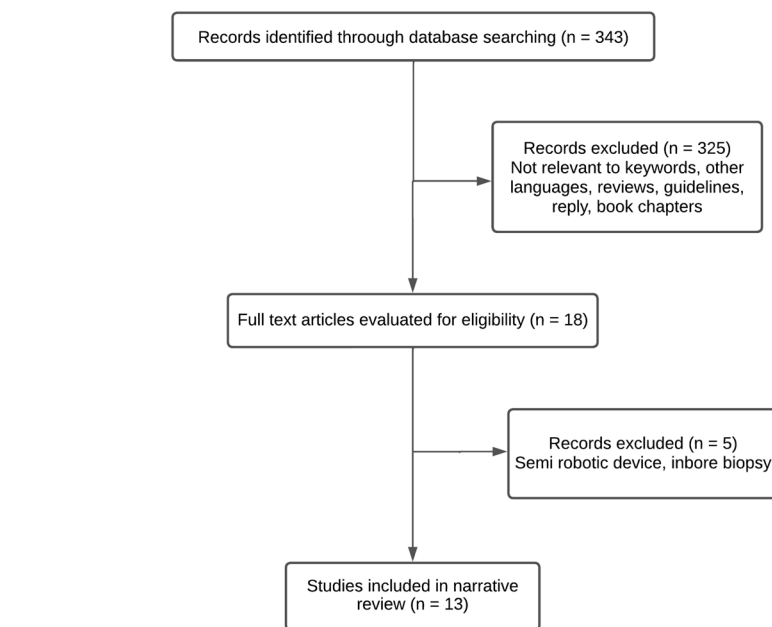 Records identified throough database searching (n = 343)
Records excluded (n = 325)
Not relevant to keywords, other
languages, reviews, guidelines,
reply, book chapters
Full text articles evaluated for eligibility (n = 18)
Records excluded (n = 5)
Semi robotic device, inbore biopsy
Studies included in narrative
review (n = 13)